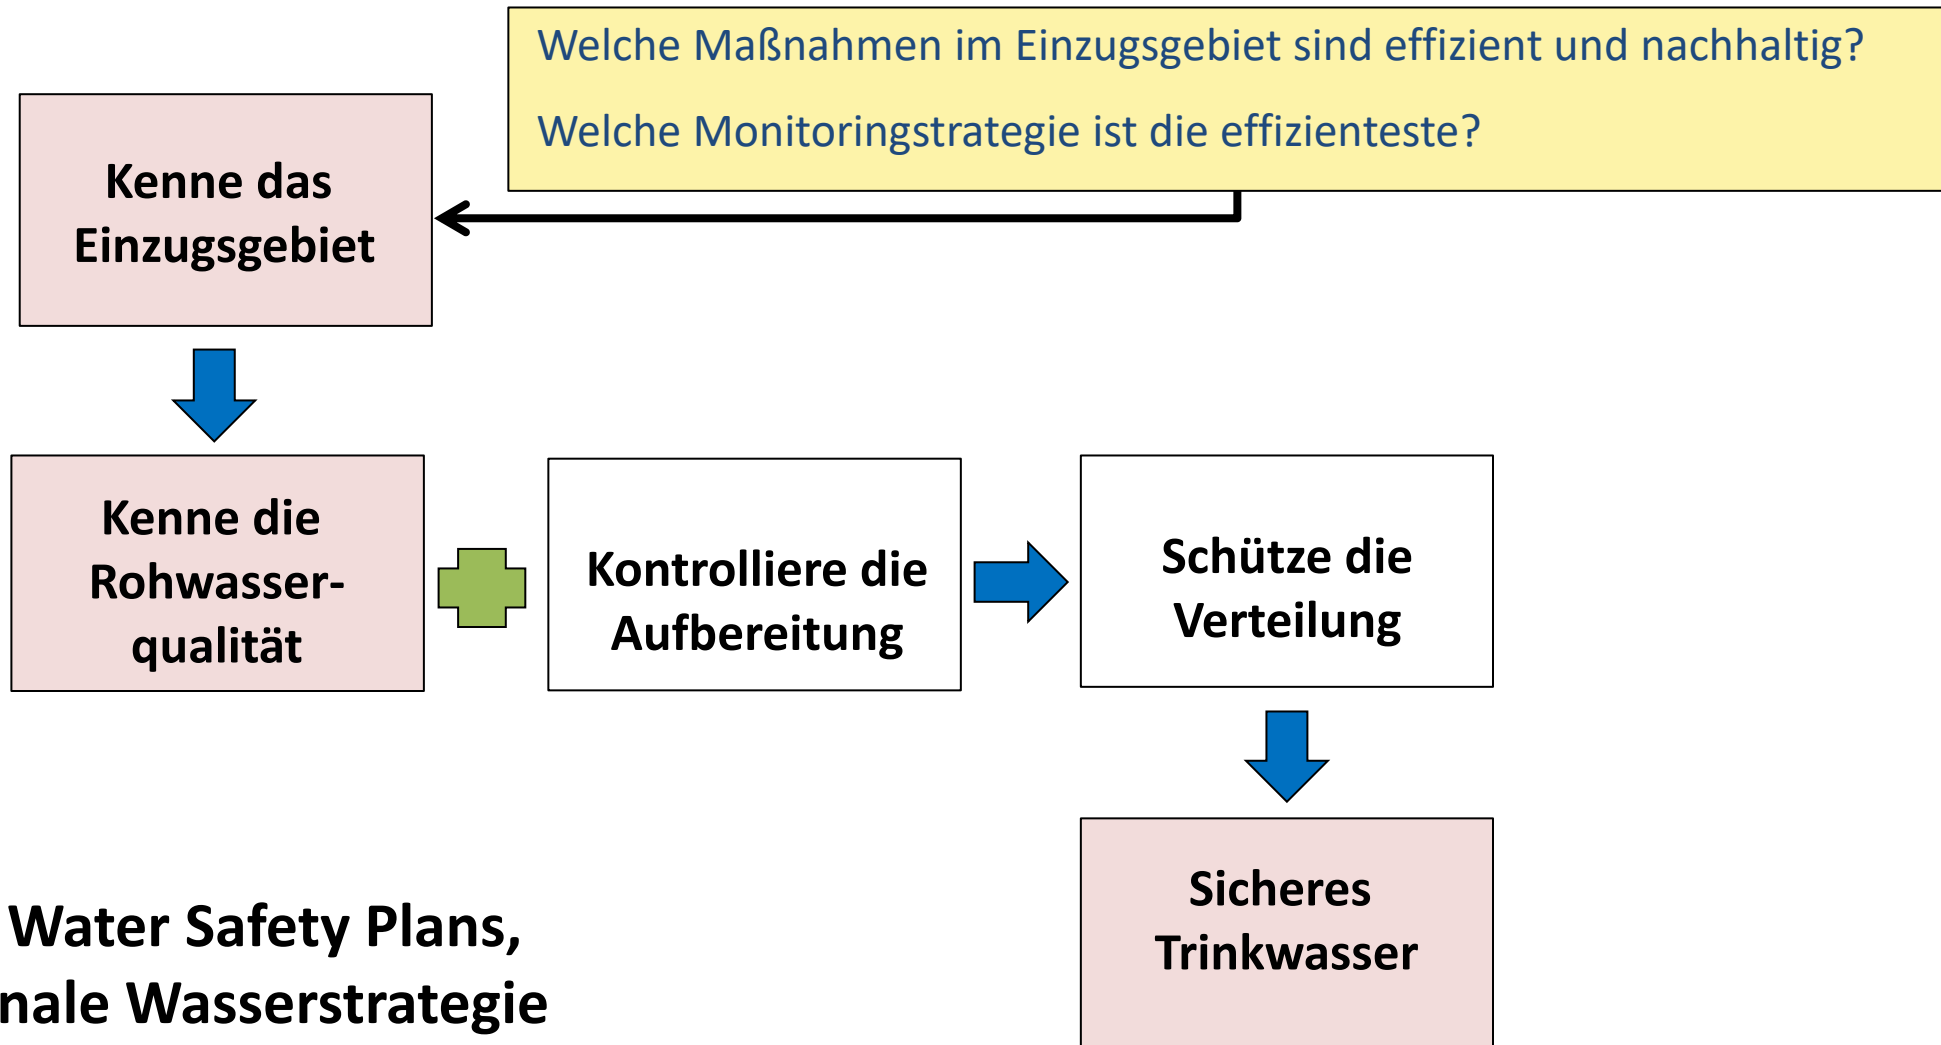 Welche Maßnahmen im Einzugsgebiet sind effizient und nachhaltig?
Welche Monitoringstrategie ist die effizienteste?
Kenne das
Einzugsgebiet
Kenne die
Rohwasser-
qualität
Kontrolliere die
Aufbereitung
Schütze die
Verteilung
Sicheres
Trinkwasser
Water Safety Plans,
nale Wasserstrategie